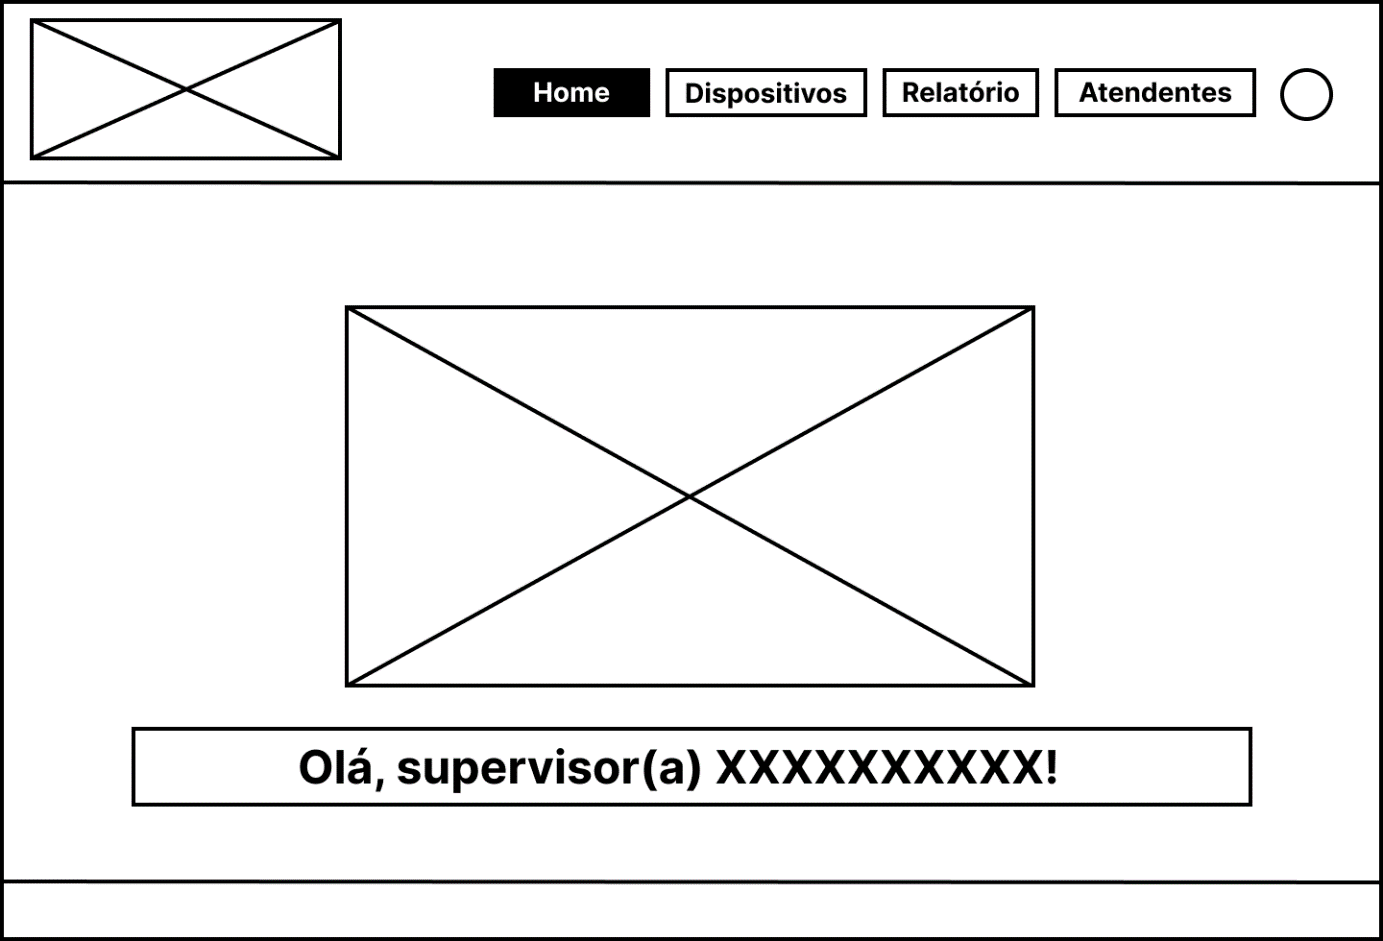 Home Dispositivos Relatório Atendentes
Olá, supervisor(a) XXXXXXXXXX!